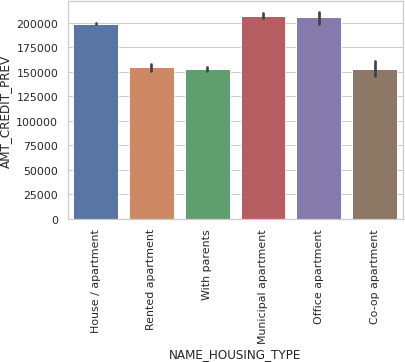 AMT_CREDIT_PREV
200000
175000
150000
125000
100000
75000
50000
25000
0
House / apartment
Rented apartment
With parents
Municipal apartment
Office apartment
Co-op apartment
NAME_HOUSING_TYPE